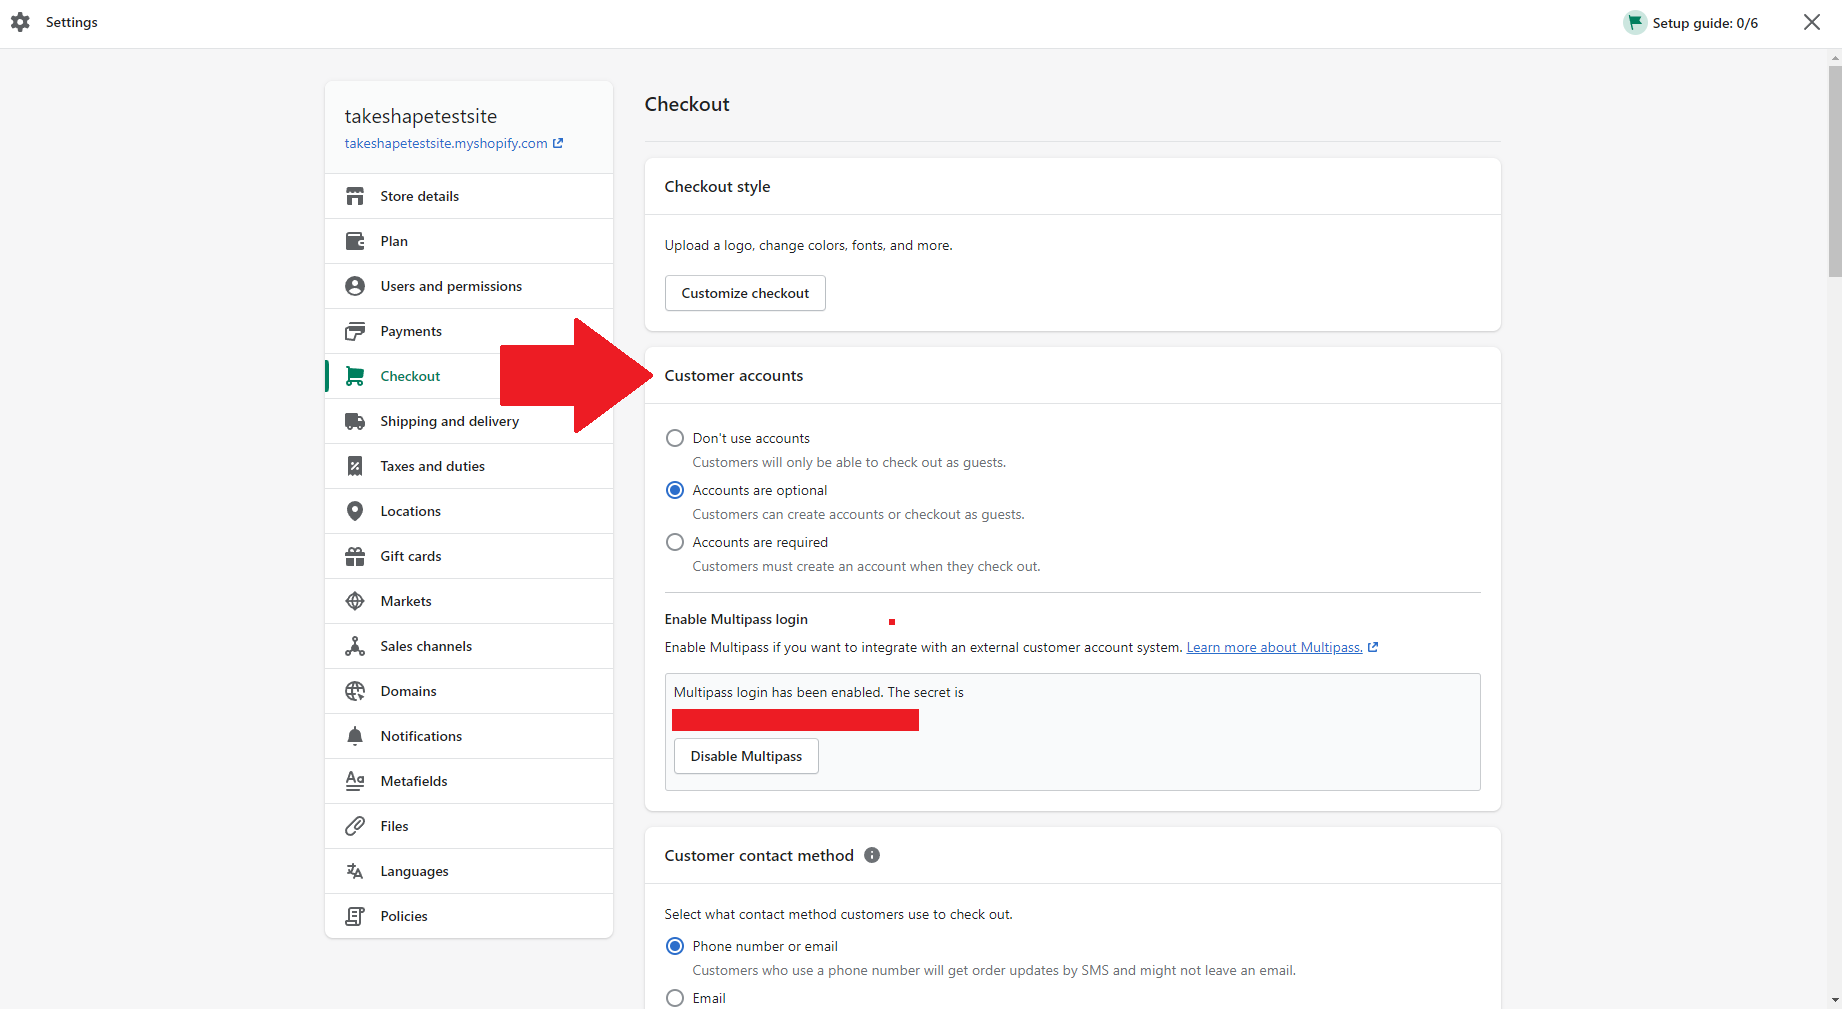 Settings
Setup guide: 0/6
takeshapetestsite
takeshapetestsite.myshopify.com
Store details
Plan
Users and permissions
Payments
Checkout
Shipping and delivery
Taxes and duties
Locations
Gift cards
Markets
Sales channels
Domains
Notifications
Metafields
Files
Languages
Policies
Checkout
Checkout style
Upload a logo, change colors, fonts, and more.
Customize checkout
Customer accounts
Don't use accounts
Customers will only be able to check out as guests.
Accounts are optional
Customers can create accounts or checkout as guests.
Accounts are required
Customers must create an account when they check out.
Enable Multipass login
Enable Multipass if you want to integrate with an external customer account system. Learn more about Multipass.
Multipass login has been enabled. The secret is
Disable Multipass
Customer contact method
Select what contact method customers use to check out.
Phone number or email
Customers who use a phone number will get order updates by SMS and might not leave an email.
Email